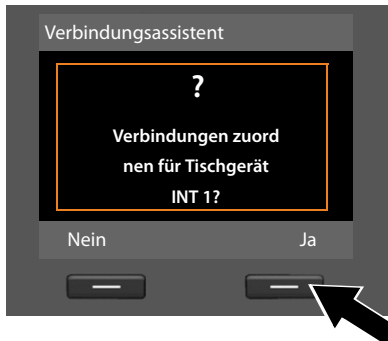 Verbindungsassistent
?
Verbindungen zuord
nen für Tischgerät
INT 1?
Nein Ja